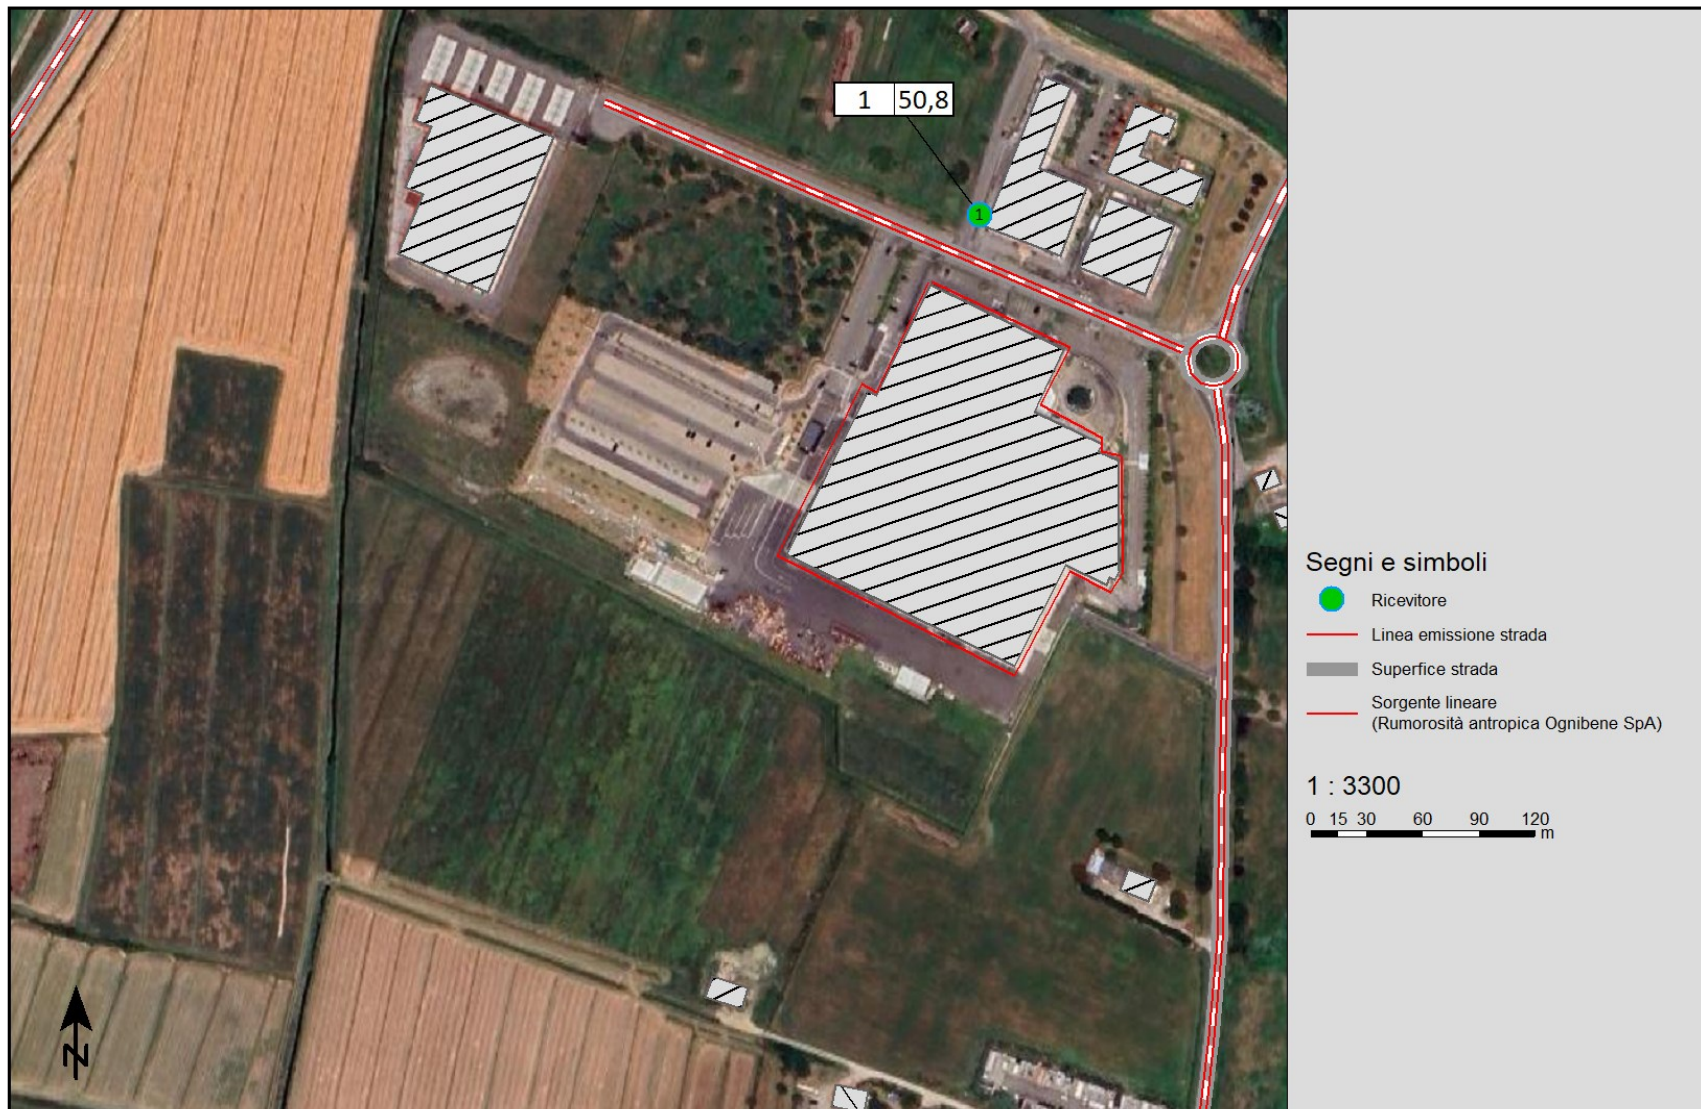 1 50,8
1
Segni e simboli
Ricevitore
Linea emissione strada
Superfice strada
Sorgente lineare
(Rumorosità antropica Ognibene SpA)
1 : 3300
0 15 30 60 90 120
m
N